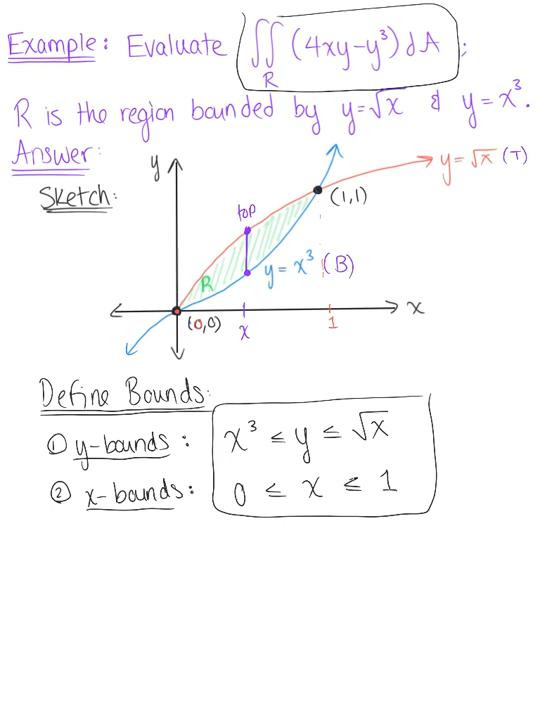 Example: Evaluate ∬_R (4xy-y³) dA ;
R is the region bounded by y=√x & y=x³.
Answer:
Sketch:
y
y=√x (T)
(1,1)
top
y=x³ (B)
R
(0,0)
x
1
x
Define Bounds:
① y-bounds: x³ ≤ y ≤ √x
② x-bounds: 0 ≤ x ≤ 1